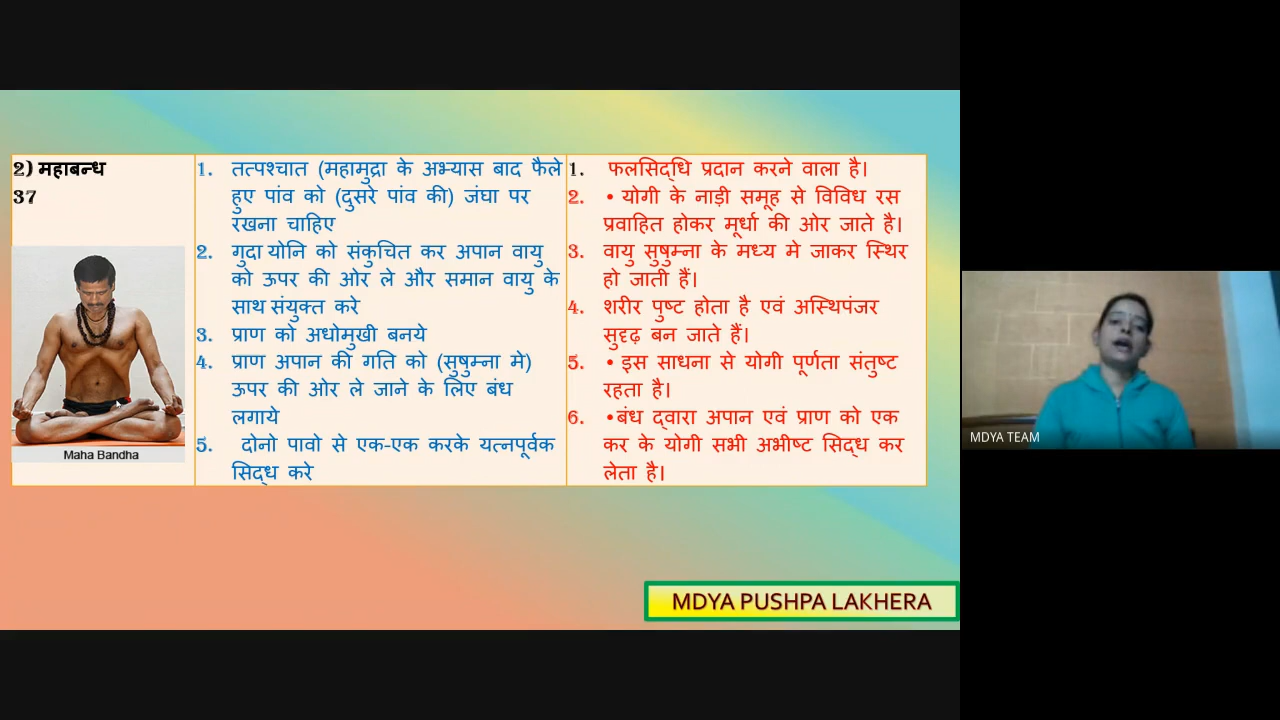 2) महाबन्ध
37
Maha Bandha
1. तत्पश्चात (महामुद्रा के अभ्यास बाद फैले
हुए पांव को (दुसरे पांव की) जंघा पर
रखना चाहिए
2. गुदा योनि को संकुचित कर अपान वायु
को ऊपर की ओर ले और समान वायु के
साथ संयुक्त करे
3. प्राण को अधोमुखी बनये
4. प्राण अपान की गति को (सुषुम्ना मे)
ऊपर की ओर ले जाने के लिए बंध
लगाये
5. दोनो पावो से एक-एक करके यत्नपूर्वक
सिद्ध करे
1. फलसिद्धि प्रदान करने वाला है।
2. • योगी के नाड़ी समूह से विविध रस
प्रवाहित होकर मूर्धा की ओर जाते है।
3. वायु सुषुम्ना के मध्य मे जाकर स्थिर
हो जाती हैं।
4. शरीर पुष्ट होता है एवं अस्थिपंजर
सुदृढ़ बन जाते हैं।
5. • इस साधना से योगी पूर्णता संतुष्ट
रहता है।
6. •बंध द्वारा अपान एवं प्राण को एक
कर के योगी सभी अभीष्ट सिद्ध कर
लेता है।
MDYA PUSHPA LAKHERA
MDYA TEAM